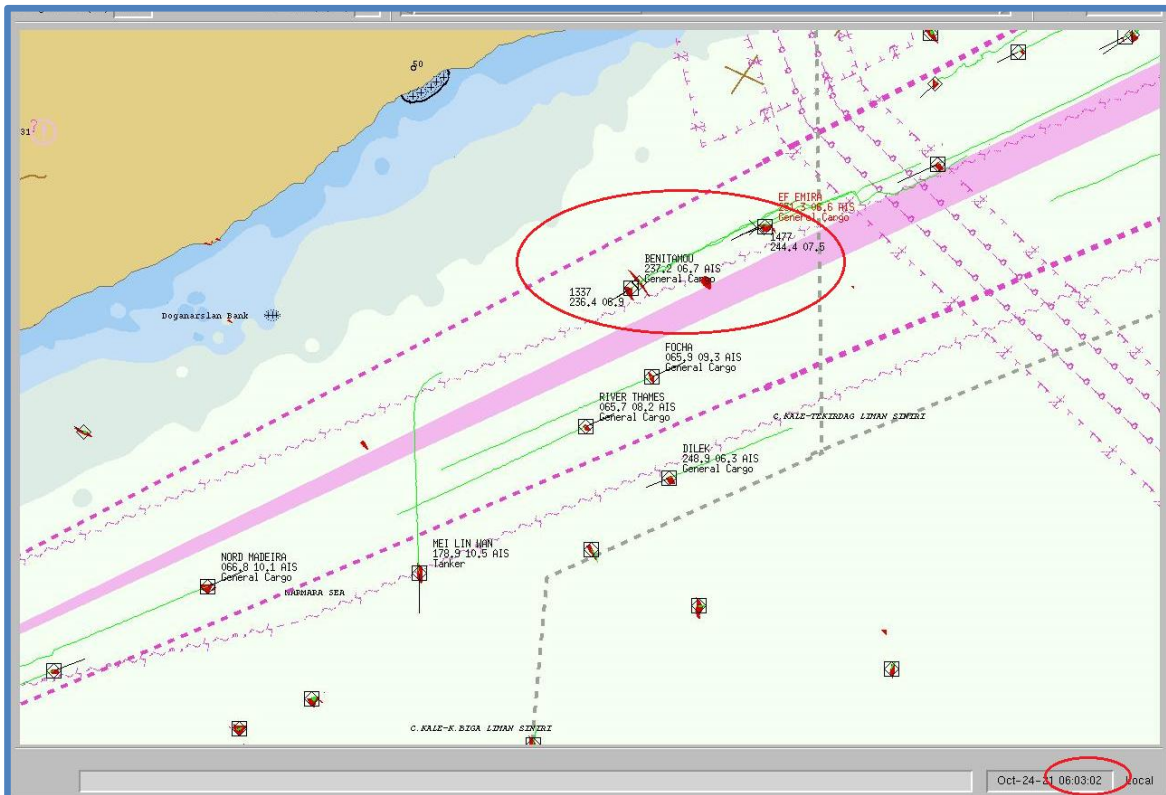 50
31
EF EMIRA
231.3 06.6 AIS
General Cargo
1477
244.4 07.5
BENITAMOU
237.2 06.7 AIS
General Cargo
1337
236.4 06.9
Doganarslan Bank
FOCHA
065.9 09.3 AIS
General Cargo
RIVER THAMES
065.7 08.2 AIS
General Cargo
C.KALE-TEKIRDAG LIMAN SINIRI
DILEK
248.9 06.3 AIS
General Cargo
MEI LIN WAN
178.9 10.5 AIS
Tanker
NORD MADEIRA
066.8 10.1 AIS
General Cargo
MARMARA SEA
C.KALE-K.BIGA LIMAN SINIRI
Oct-24-21 06:03:02 Local